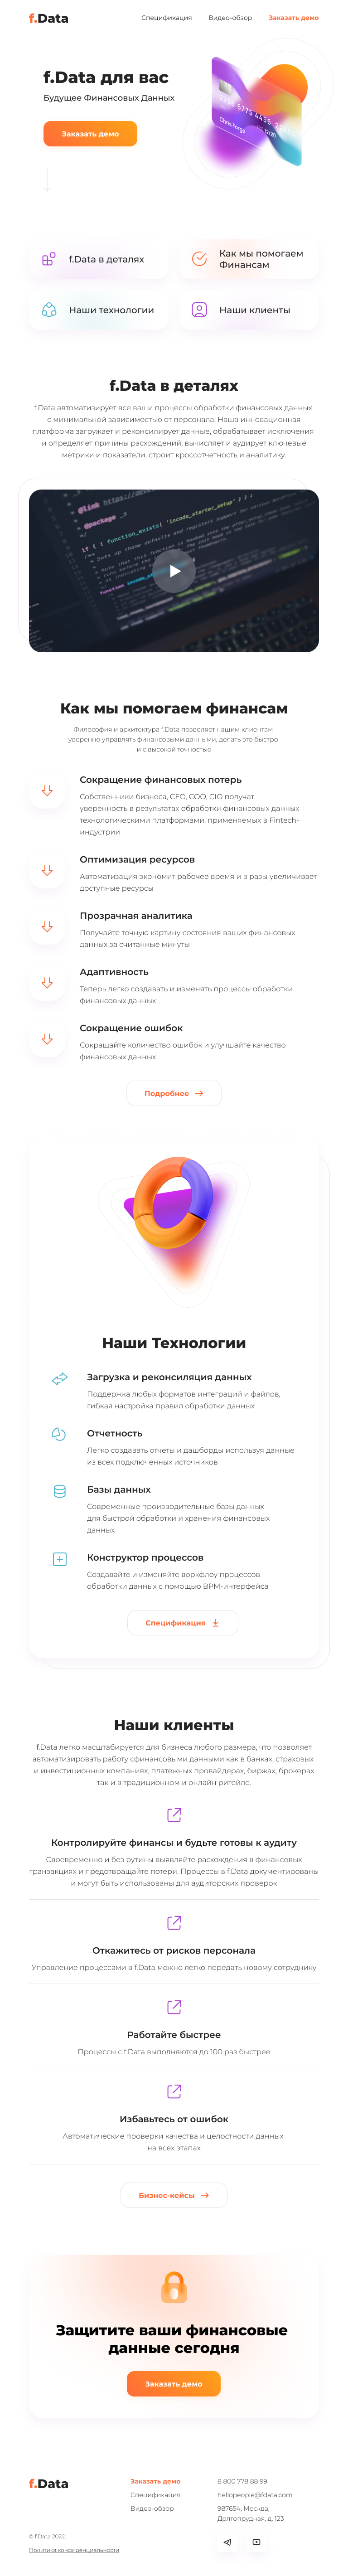 f.Data
Спецификация
Видео-обзор
Заказать демо
f.Data для вас
Будущее Финансовых Данных
Заказать демо
Chris Forge
12/20
f.Data в деталях
Как мы помогаем
Финансам
Наши технологии
Наши клиенты
f.Data в деталях
f.Data автоматизирует все ваши процессы обработки финансовых данных
с минимальной зависимостью от персонала. Наша инновационная
платформа загружает и реконсилирует данные, обрабатывает исключения
и определяет причины расхождений, вычисляет и аудирует ключевые
метрики и показатели, строит кроссотчетность и аналитику.
Как мы помогаем финансам
Философия и архитектура f.Data позволяет нашим клиентам
уверенно управлять финансовыми данными, делать это быстро
и с высокой точностью
Сокращение финансовых потерь
Собственники бизнеса, CFO, COO, CIO получат
уверенность в результатах обработки финансовых данных
технологическими платформами, применяемых в Fintech-
индустрии
Оптимизация ресурсов
Автоматизация экономит рабочее время и в разы увеличивает
доступные ресурсы
Прозрачная аналитика
Получайте точную картину состояния ваших финансовых
данных за считанные минуты
Адаптивность
Теперь легко создавать и изменять процессы обработки
финансовых данных
Сокращение ошибок
Сокращайте количество ошибок и улучшайте качество
финансовых данных
Подробнее
Наши Технологии
Загрузка и реконсиляция данных
Поддержка любых форматов интеграций и файлов,
гибкая настройка правил обработки данных
Отчетность
Легко создавать отчеты и дашборды используя данные
из всех подключенных источников
Базы данных
Современные производительные базы данных
для быстрой обработки и хранения финансовых
данных
Конструктор процессов
Создавайте и изменяйте воркфлоу процессов
обработки данных с помощью BPM-интерфейса
Спецификация
Наши клиенты
f.Data легко масштабируется для бизнеса любого размера, что позволяет
автоматизировать работу сфинансовыми данными как в банках, страховых
и инвестиционных компаниях, платежных провайдерах, биржах, брокерах
так и в традиционном и онлайн ритейле.
Контролируйте финансы и будьте готовы к аудиту
Своевременно и без рутины выявляйте расхождения в финансовых
транзакциях и предотвращайте потери. Процессы в f.Data документированы
и могут быть использованы для аудиторских проверок
Откажитесь от рисков персонала
Управление процессами в f.Data можно легко передать новому сотруднику
Работайте быстрее
Процессы с f.Data выполняются до 100 раз быстрее
Избавьтесь от ошибок
Автоматические проверки качества и целостности данных
на всех этапах
Бизнес-кейсы
Защитите ваши финансовые
данные сегодня
Заказать демо
f.Data
Заказать демо
Спецификация
Видео-обзор
8 800 778 88 99
hellopeople@fdata.com
987654, Москва,
Долгопрудная, д. 123
© f.Data 2022.
Политика конфиденциальности